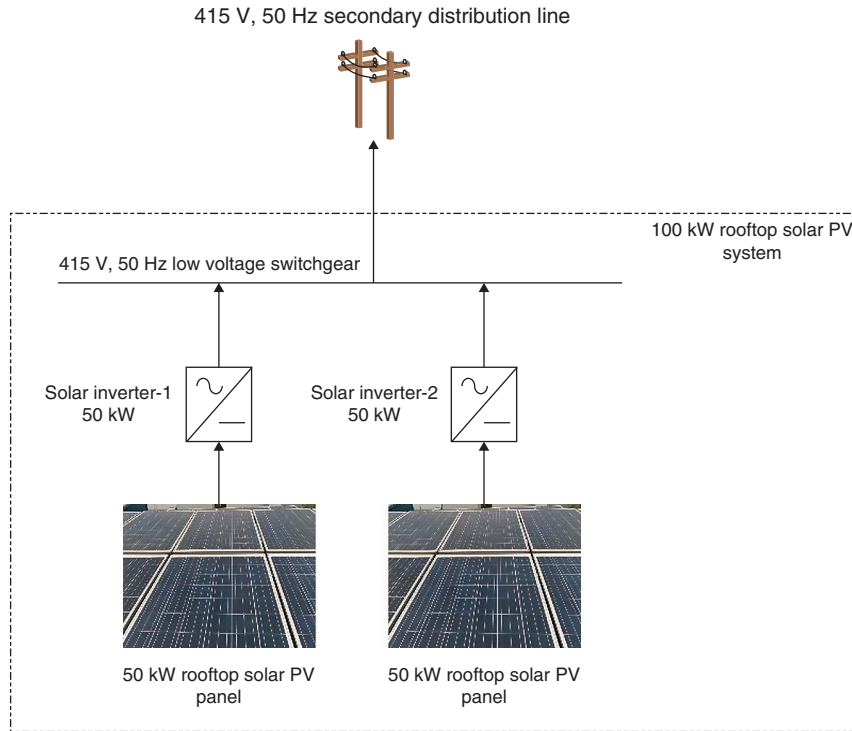 415 V, 50 Hz secondary distribution line
100 kW rooftop solar PV
system
415 V, 50 Hz low voltage switchgear
Solar inverter-1
50 kW
Solar inverter-2
50 kW
50 kW rooftop solar PV
panel
50 kW rooftop solar PV
panel